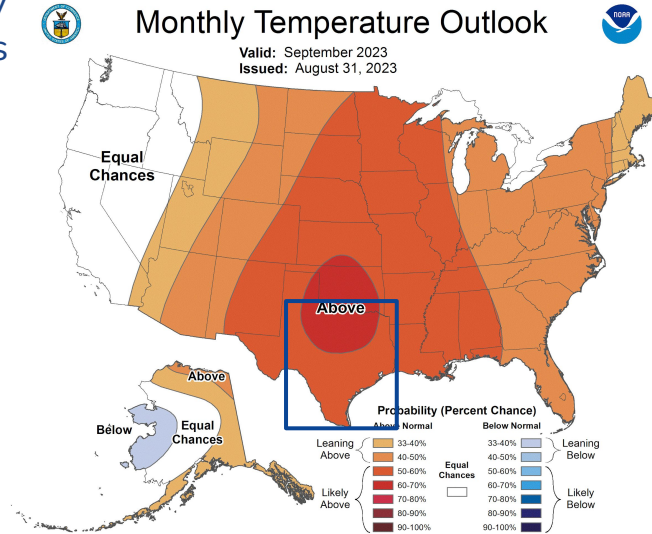 y
s
Monthly Temperature Outlook
NOAA
Valid: September 2023
Issued: August 31, 2023
Equal
Chances
Above
Above
Below
Equal
Chances
Probability (Percent Chance)
Above Normal
Below Normal
Leaning
Above
33-40%
40-50%
Likely
Above
50-60%
60-70%
70-80%
80-90%
90-100%
Equal
Chances
33-40%
40-50%
Leaning
Below
50-60%
60-70%
70-80%
80-90%
90-100%
Likely
Below